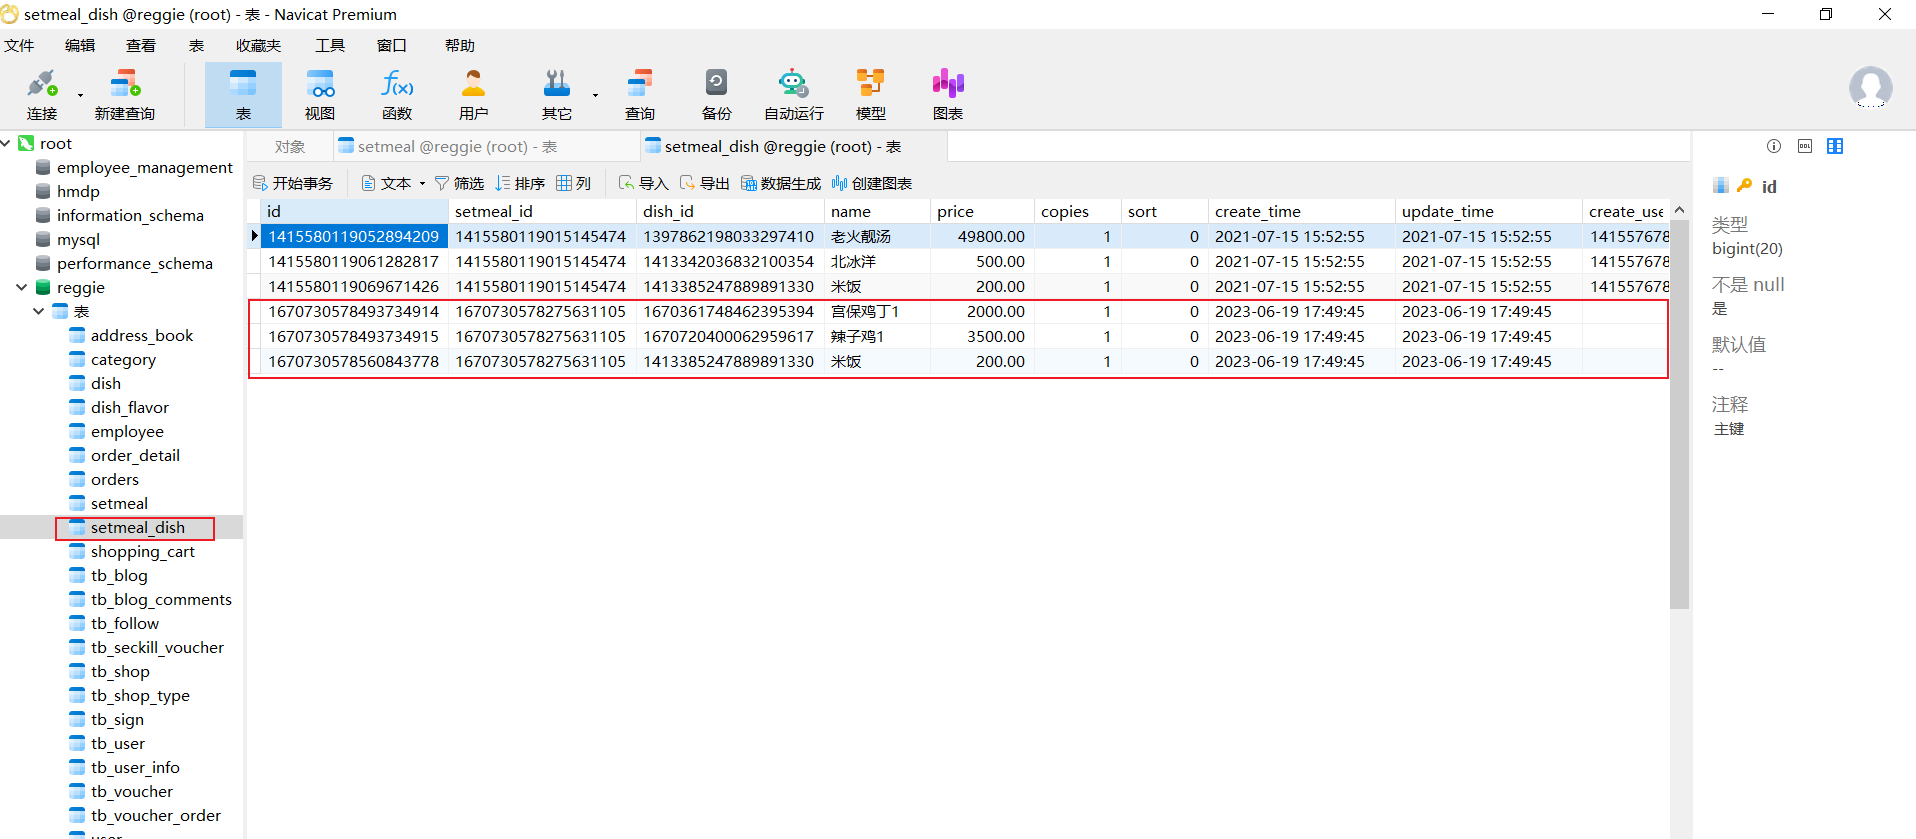 setmeal_dish @reggie (root) - 表 - Navicat Premium
文件 编辑 查看 表 收藏夹 工具 窗口 帮助
连接 新建查询 表 视图 函数 用户 其它 查询 备份 自动运行 模型 图表
root
employee_management
hmdp
information_schema
mysql
performance_schema
reggie
表
address_book
category
dish
dish_flavor
employee
order_detail
orders
setmeal
setmeal_dish
shopping_cart
tb_blog
tb_blog_comments
tb_follow
tb_seckill_voucher
tb_shop
tb_shop_type
tb_sign
tb_user
tb_user_info
tb_voucher
tb_voucher_order
对象 setmeal @reggie (root) - 表 setmeal_dish @reggie (root) - 表
开始事务 文本 筛选 排序 列 导入 导出 数据生成 创建图表
id setmeal_id dish_id name price copies sort create_time update_time create_use
1415580119052894209 1415580119015145474 1397862198033297410 老火靓汤 49800.00 1 0 2021-07-15 15:52:55 2021-07-15 15:52:55 141557678
1415580119061282817 1415580119015145474 1413342036832100354 北冰洋 500.00 1 0 2021-07-15 15:52:55 2021-07-15 15:52:55 141557678
1415580119069671426 1415580119015145474 1413385247889891330 米饭 200.00 1 0 2021-07-15 15:52:55 2021-07-15 15:52:55 141557678
1670730578493734914 1670730578275631105 1670361748462395394 宫保鸡丁1 2000.00 1 0 2023-06-19 17:49:45 2023-06-19 17:49:45
1670730578493734915 1670730578275631105 1670720400062959617 辣子鸡1 3500.00 1 0 2023-06-19 17:49:45 2023-06-19 17:49:45
1670730578560843778 1670730578275631105 1413385247889891330 米饭 200.00 1 0 2023-06-19 17:49:45 2023-06-19 17:49:45
id
类型
bigint(20)
不是 null
是
默认值
--
注释
主键